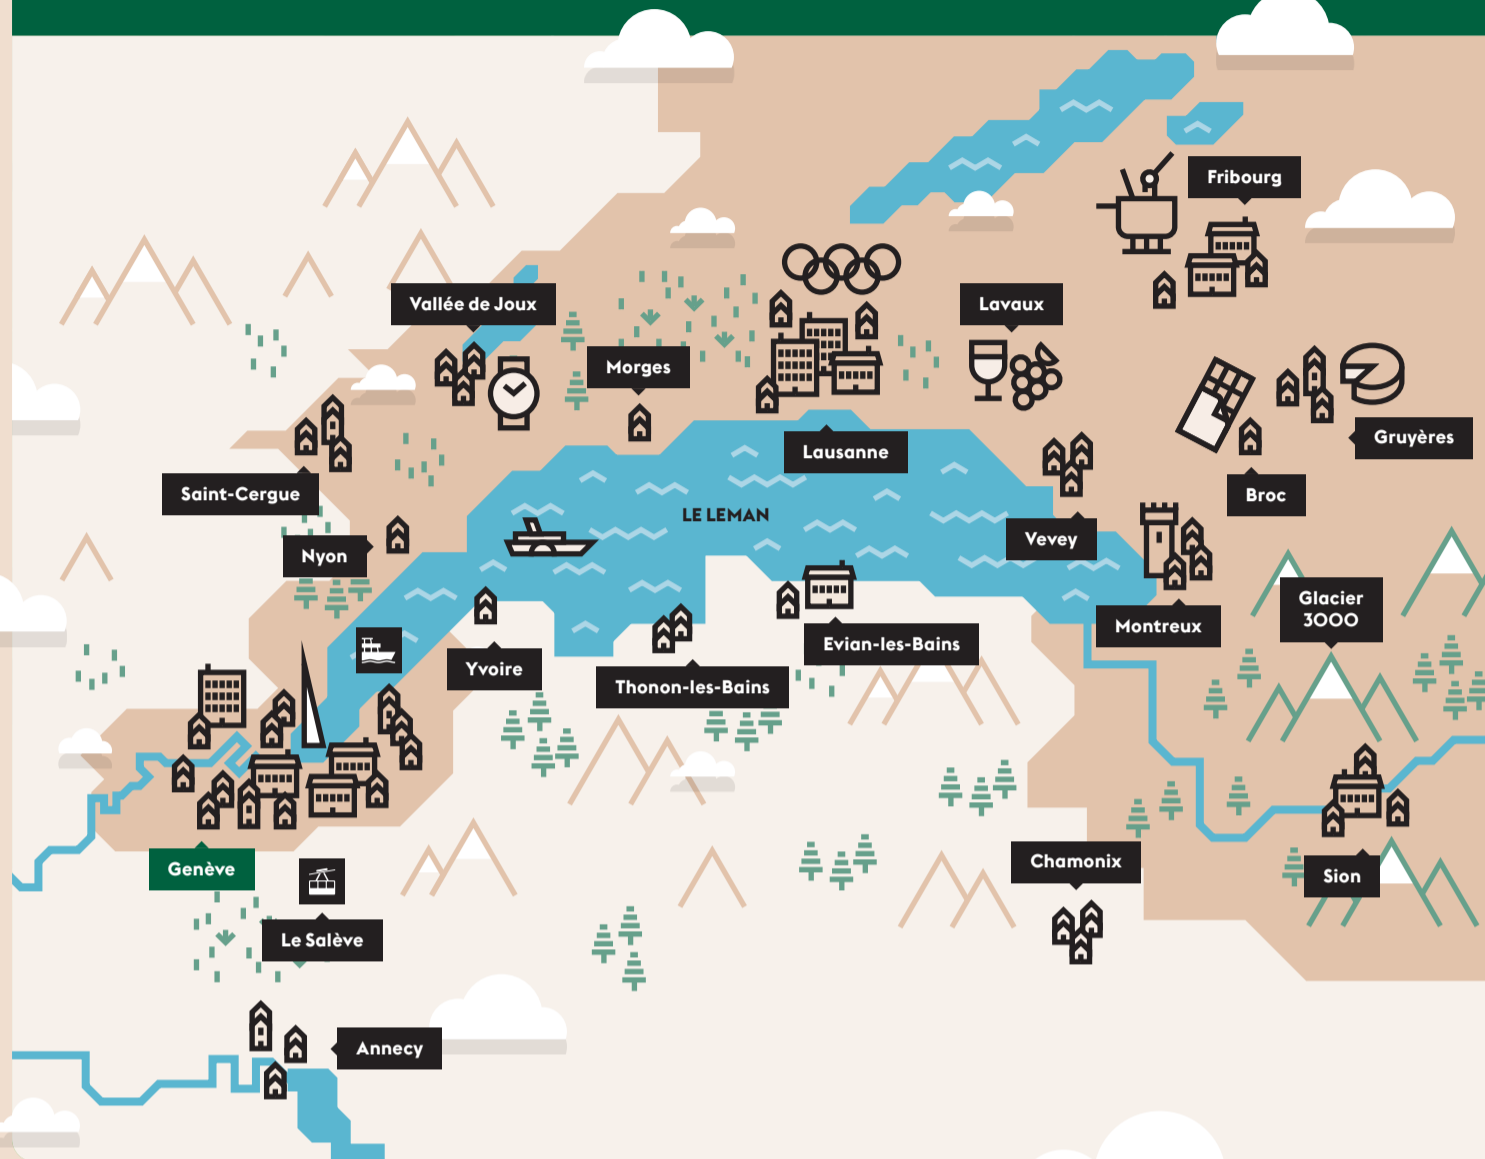 Fribourg
Vallée de Joux
Lavaux
Morges
Gruyères
Lausanne
Saint-Cergue
Broc
LE LEMAN
Vevey
Nyon
Glacier
3000
Montreux
Evian-les-Bains
Yvoire
Thonon-les-Bains
Chamonix
Genève
Sion
Le Salève
Annecy